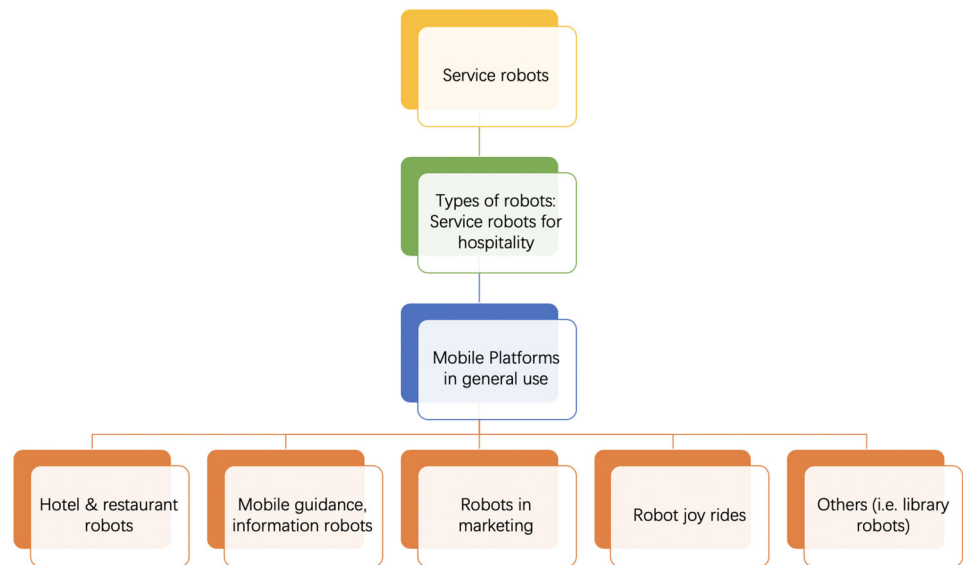 Service robots
Types of robots:
Service robots for
hospitality
Mobile Platforms
in general use
Hotel & restaurant
robots
Mobile guidance,
information robots
Robots in
marketing
Robot joy rides
Others (i.e. library
robots)